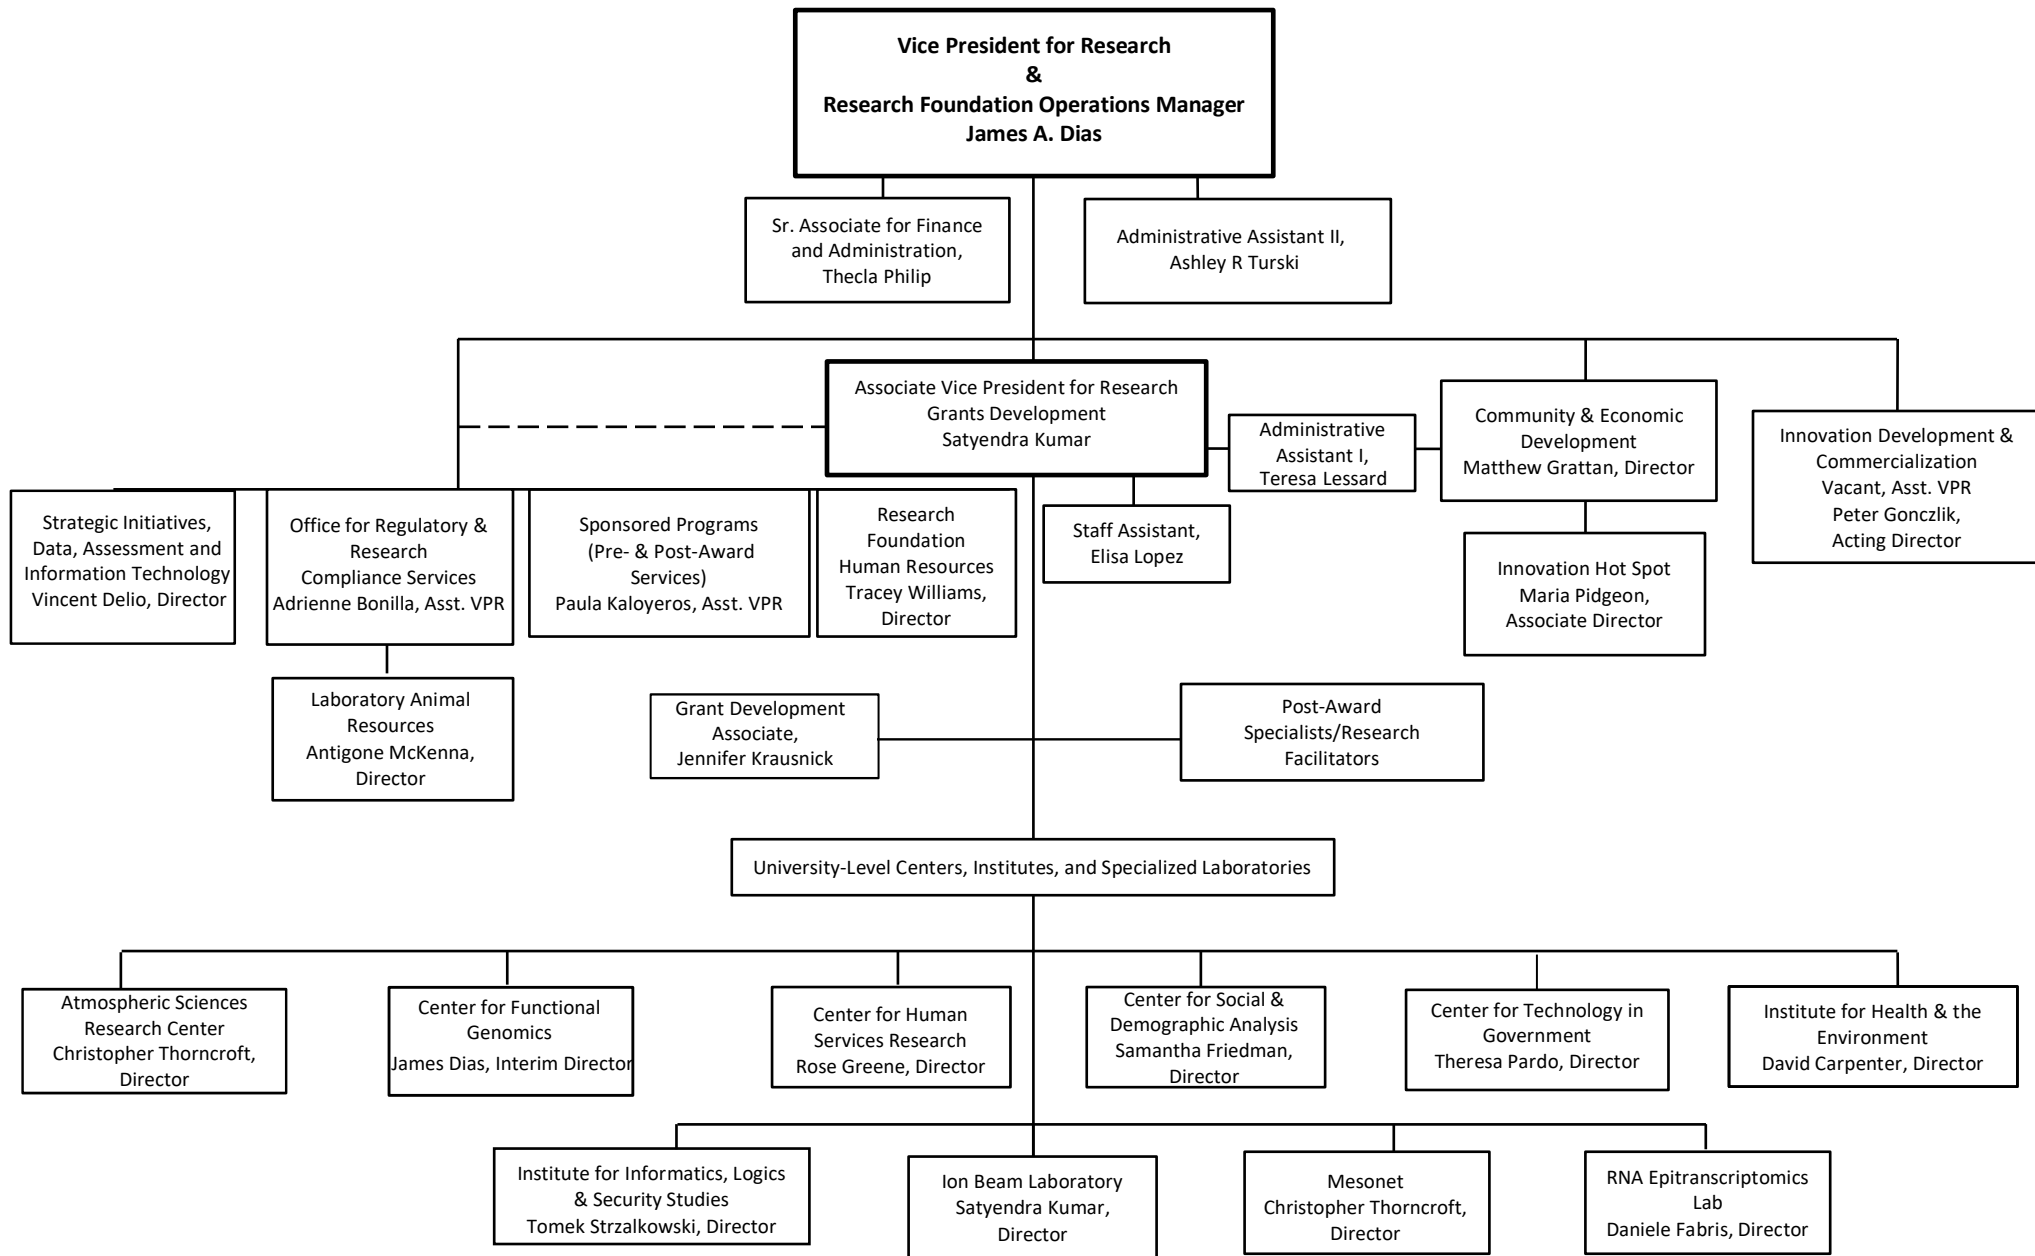 Vice President for Research
&
Research Foundation Operations Manager
James A. Dias
Sr. Associate for Finance
and Administration,
Thecla Philip
Administrative Assistant II,
Ashley R Turski
Associate Vice President for Research
Grants Development
Satyendra Kumar
Administrative
Assistant I,
Teresa Lessard
Community & Economic
Development
Matthew Grattan, Director
Innovation Development &
Commercialization
Vacant, Asst. VPR
Peter Gonczlik,
Acting Director
Strategic Initiatives,
Data, Assessment and
Information Technology
Vincent Delio, Director
Office for Regulatory &
Research
Compliance Services
Adrienne Bonilla, Asst. VPR
Sponsored Programs
(Pre- & Post-Award
Services)
Paula Kaloyeros, Asst. VPR
Research
Foundation
Human Resources
Tracey Williams,
Director
Staff Assistant,
Elisa Lopez
Innovation Hot Spot
Maria Pidgeon,
Associate Director
Laboratory Animal
Resources
Antigone McKenna,
Director
Grant Development
Associate,
Jennifer Krausnick
Post-Award
Specialists/Research
Facilitators
University-Level Centers, Institutes, and Specialized Laboratories
Atmospheric Sciences
Research Center
Christopher Thorncroft,
Director
Center for Functional
Genomics
James Dias, Interim Director
Center for Human
Services Research
Rose Greene, Director
Center for Social &
Demographic Analysis
Samantha Friedman,
Director
Center for Technology in
Government
Theresa Pardo, Director
Institute for Health & the
Environment
David Carpenter, Director
Institute for Informatics, Logics
& Security Studies
Tomek Strzalkowski, Director
Ion Beam Laboratory
Satyendra Kumar,
Director
Mesonet
Christopher Thorncroft,
Director
RNA Epitranscriptomics
Lab
Daniele Fabris, Director